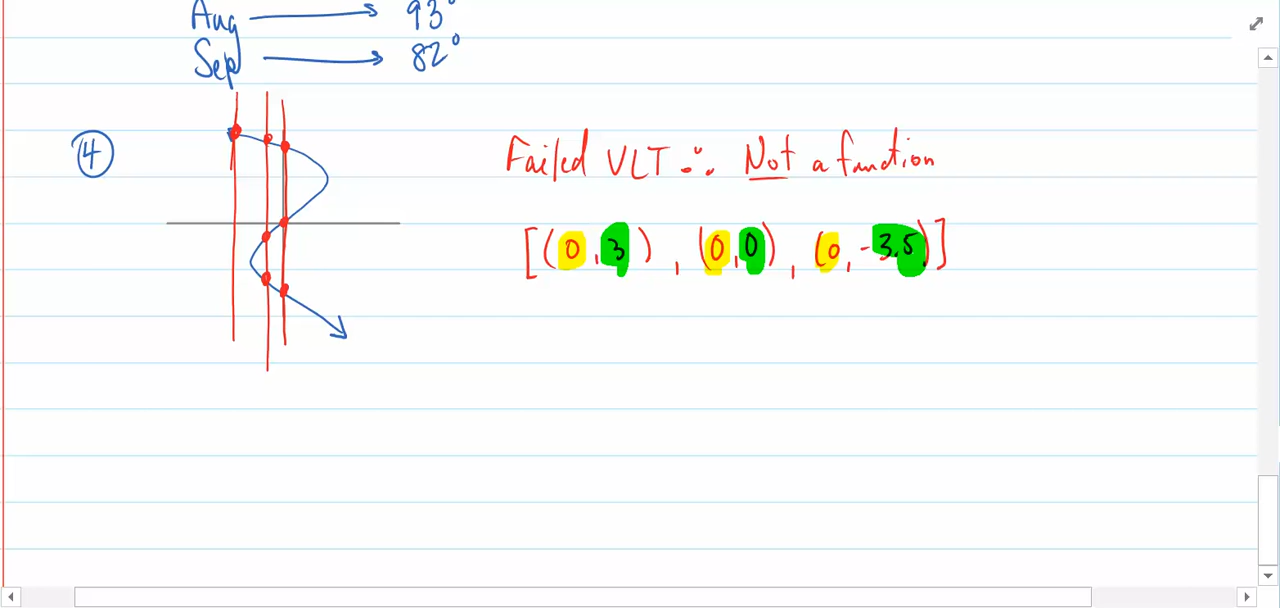 Aug → 93°
Sep → 82°
④ Failed VLT ∴ Not a function
[(0,3), (0,0), (0,-3.5)]